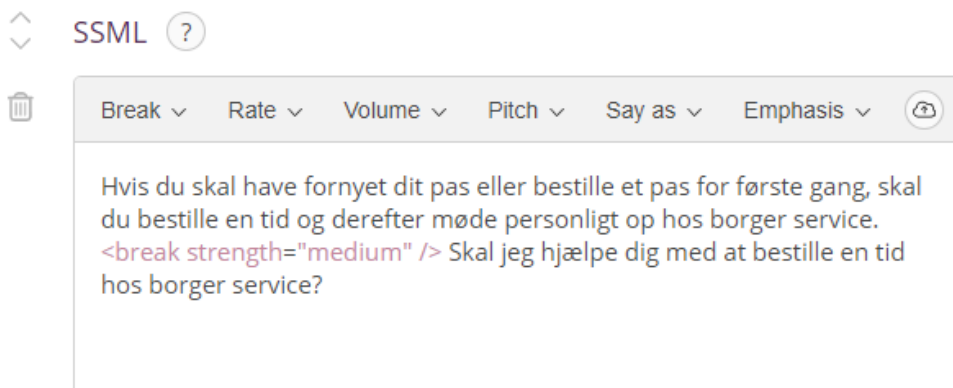 SSML ?
Break Rate Volume Pitch Say as Emphasis
Hvis du skal have fornyet dit pas eller bestille et pas for første gang, skal
du bestille en tid og derefter møde personligt op hos borger service.
<break strength="medium" /> Skal jeg hjælpe dig med at bestille en tid
hos borger service?